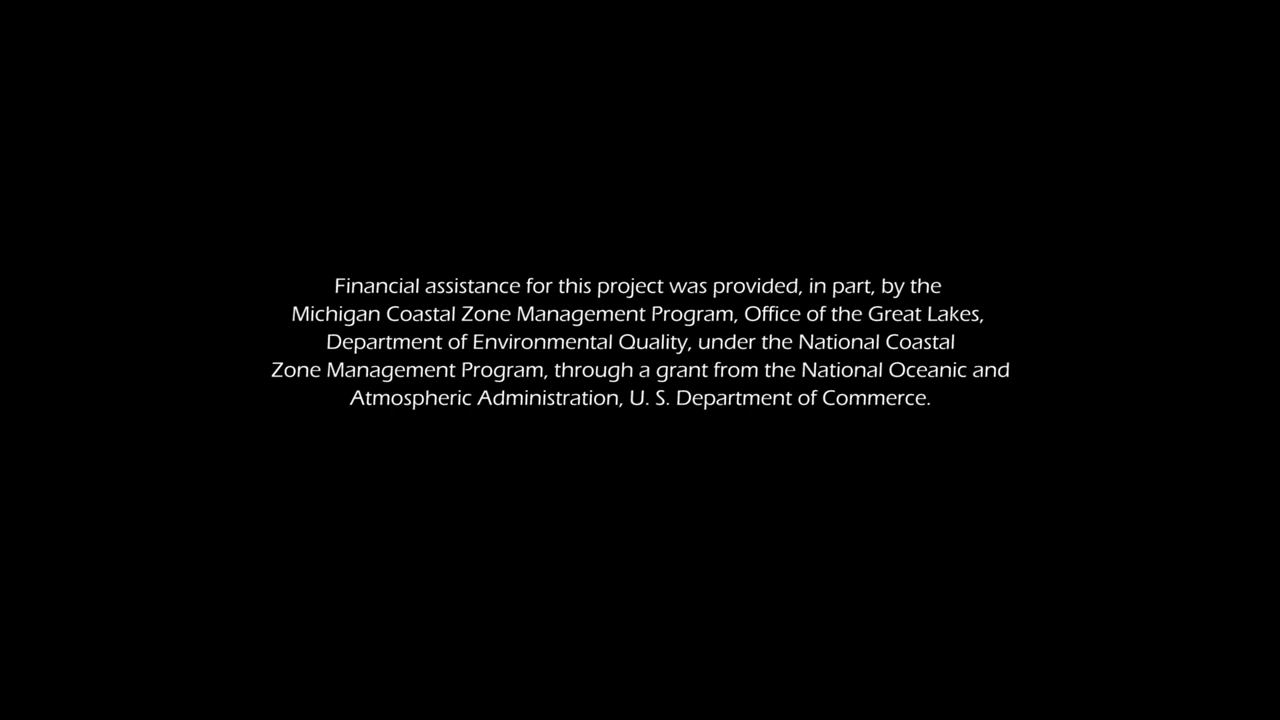 Financial assistance for this project was provided, in part, by the
Michigan Coastal Zone Management Program, Office of the Great Lakes,
Department of Environmental Quality, under the National Coastal
Zone Management Program, through a grant from the National Oceanic and
Atmospheric Administration, U. S. Department of Commerce.